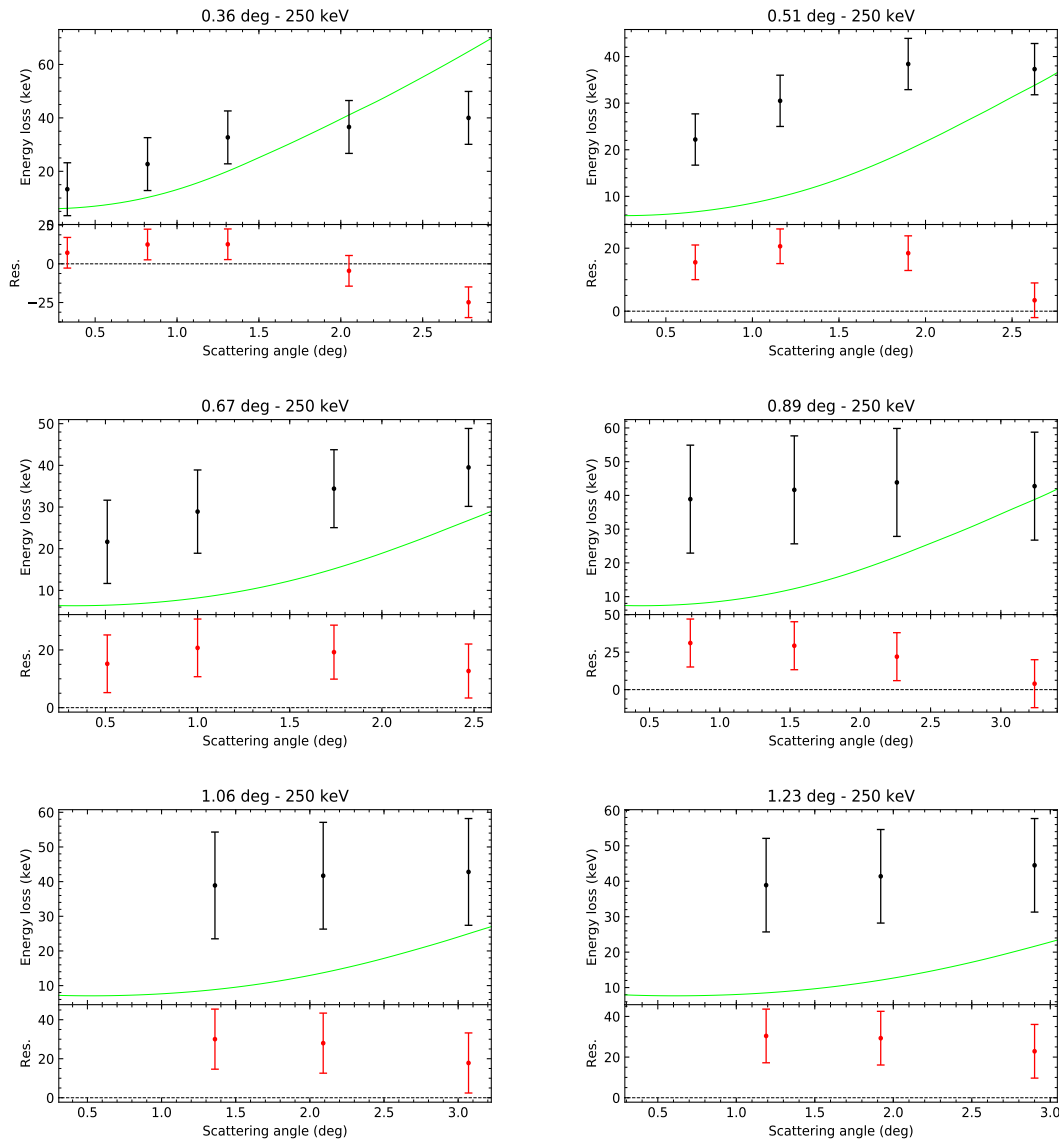 0.36 deg - 250 keV
Energy loss (keV)
60
40
20
0
25
0
−25
Res.
0.5 1.0 1.5 2.0 2.5
Scattering angle (deg)
0.51 deg - 250 keV
Energy loss (keV)
40
30
20
10
20
0
Res.
0.5 1.0 1.5 2.0 2.5
Scattering angle (deg)
0.67 deg - 250 keV
Energy loss (keV)
50
40
30
20
10
20
0
Res.
0.5 1.0 1.5 2.0 2.5
Scattering angle (deg)
0.89 deg - 250 keV
Energy loss (keV)
60
50
40
30
20
10
50
25
0
Res.
0.5 1.0 1.5 2.0 2.5 3.0
Scattering angle (deg)
1.06 deg - 250 keV
Energy loss (keV)
60
50
40
30
20
10
40
20
0
Res.
0.5 1.0 1.5 2.0 2.5 3.0
Scattering angle (deg)
1.23 deg - 250 keV
Energy loss (keV)
60
50
40
30
20
10
40
20
0
Res.
0.5 1.0 1.5 2.0 2.5 3.0
Scattering angle (deg)